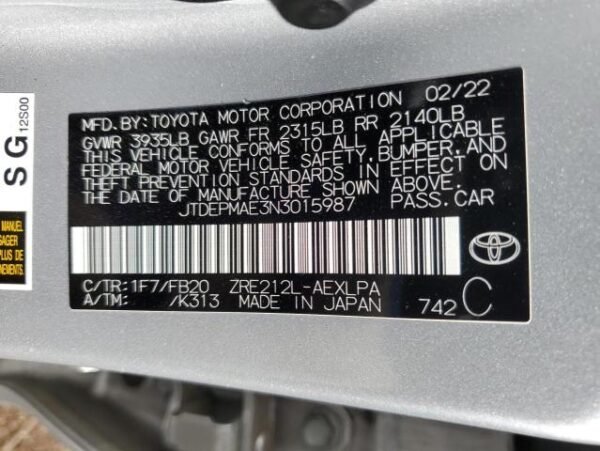 MFD. BY: TOYOTA MOTOR CORPORATION 02/22
GVWR 3935LB GAWR FR 2315LB RR 2140LB
THIS VEHICLE CONFORMS TO ALL APPLICABLE
FEDERAL MOTOR VEHICLE SAFETY, BUMPER, AND
THEFT PREVENTION STANDARDS IN EFFECT ON
THE DATE OF MANUFACTURE SHOWN ABOVE.
JTDEPMAE3N3015987 PASS. CAR
C/TR: 1F7/FB20 ZRE212L-AEXLPA
A/TM: /K313 MADE IN JAPAN 742 C
SG 12S00
MANUEL